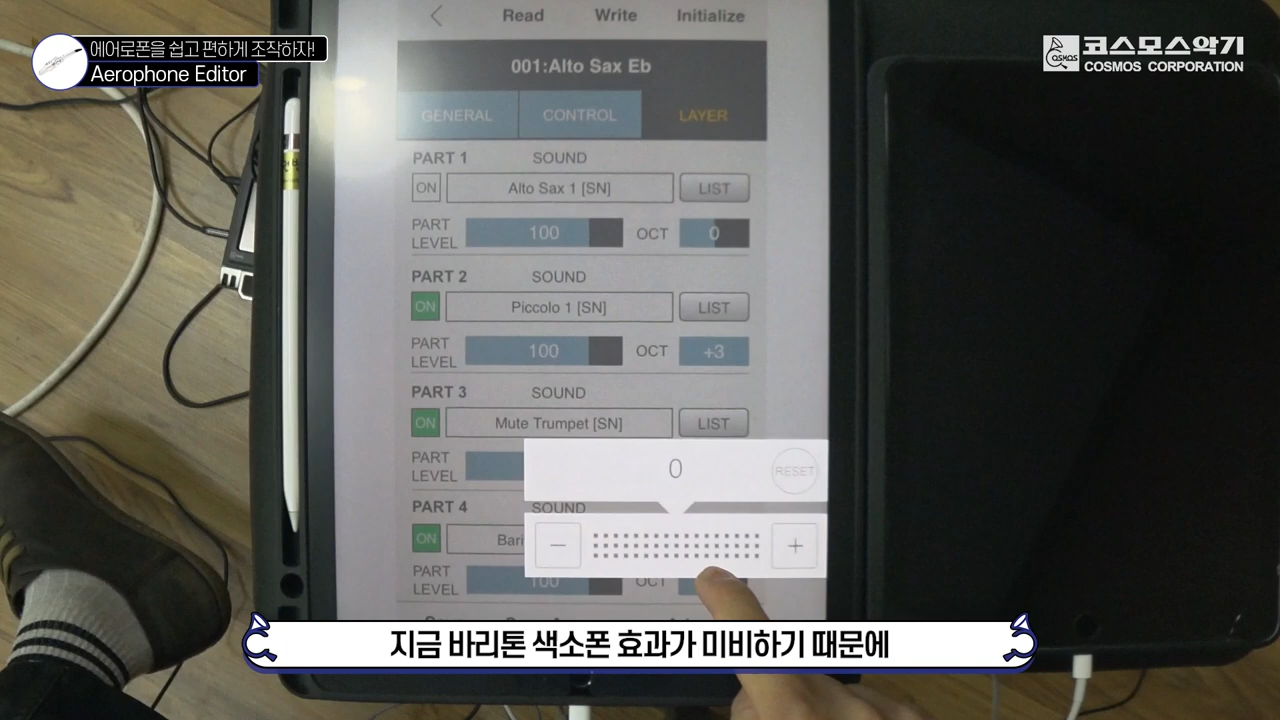 에어로폰을 쉽고 편하게 조작하자!
Aerophone Editor
코스모스악기
COSMOS
COSMOS CORPORATION
Read Write Initialize
001:Alto Sax Eb
GENERAL CONTROL LAYER
PART 1 SOUND
ON Alto Sax 1 [SN] LIST
PART LEVEL 100 OCT 0
PART 2 SOUND
ON Piccolo 1 [SN] LIST
PART LEVEL 100 OCT +3
PART 3 SOUND
ON Mute Trumpet [SN] LIST
PART LEVEL
0 RESET
PART 4 SOUND
ON Bari
− +
PART LEVEL 100 OCT
지금 바리톤 색소폰 효과가 미비하기 때문에